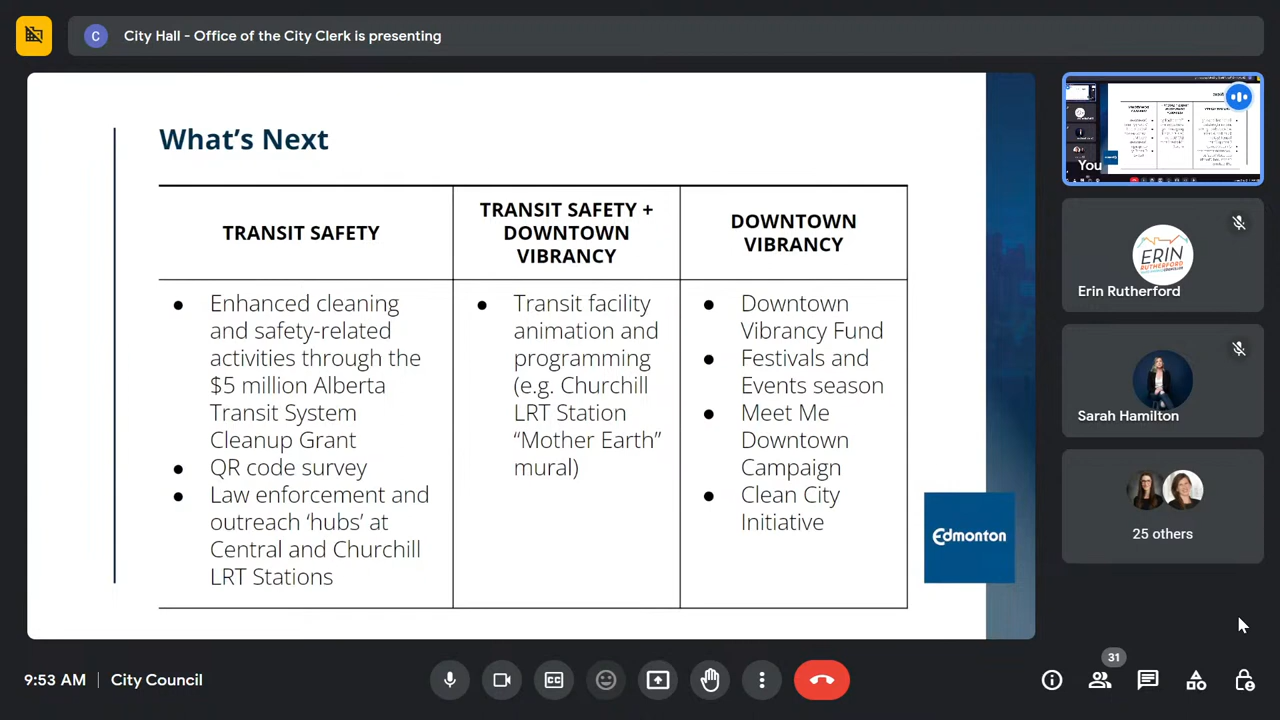 C
City Hall - Office of the City Clerk is presenting
What's Next
TRANSIT SAFETY
TRANSIT SAFETY +
DOWNTOWN
VIBRANCY
DOWNTOWN
VIBRANCY
● Enhanced cleaning
and safety-related
activities through the
$5 million Alberta
Transit System
Cleanup Grant
● QR code survey
● Law enforcement and
outreach ‘hubs’ at
Central and Churchill
LRT Stations
● Transit facility
animation and
programming
(e.g. Churchill
LRT Station
“Mother Earth”
mural)
● Downtown
Vibrancy Fund
● Festivals and
Events season
● Meet Me
Downtown
Campaign
● Clean City
Initiative
Edmonton
You
ERIN
RUTHERFORD
Erin Rutherford
Sarah Hamilton
25 others
9:53 AM | City Council
CC
31